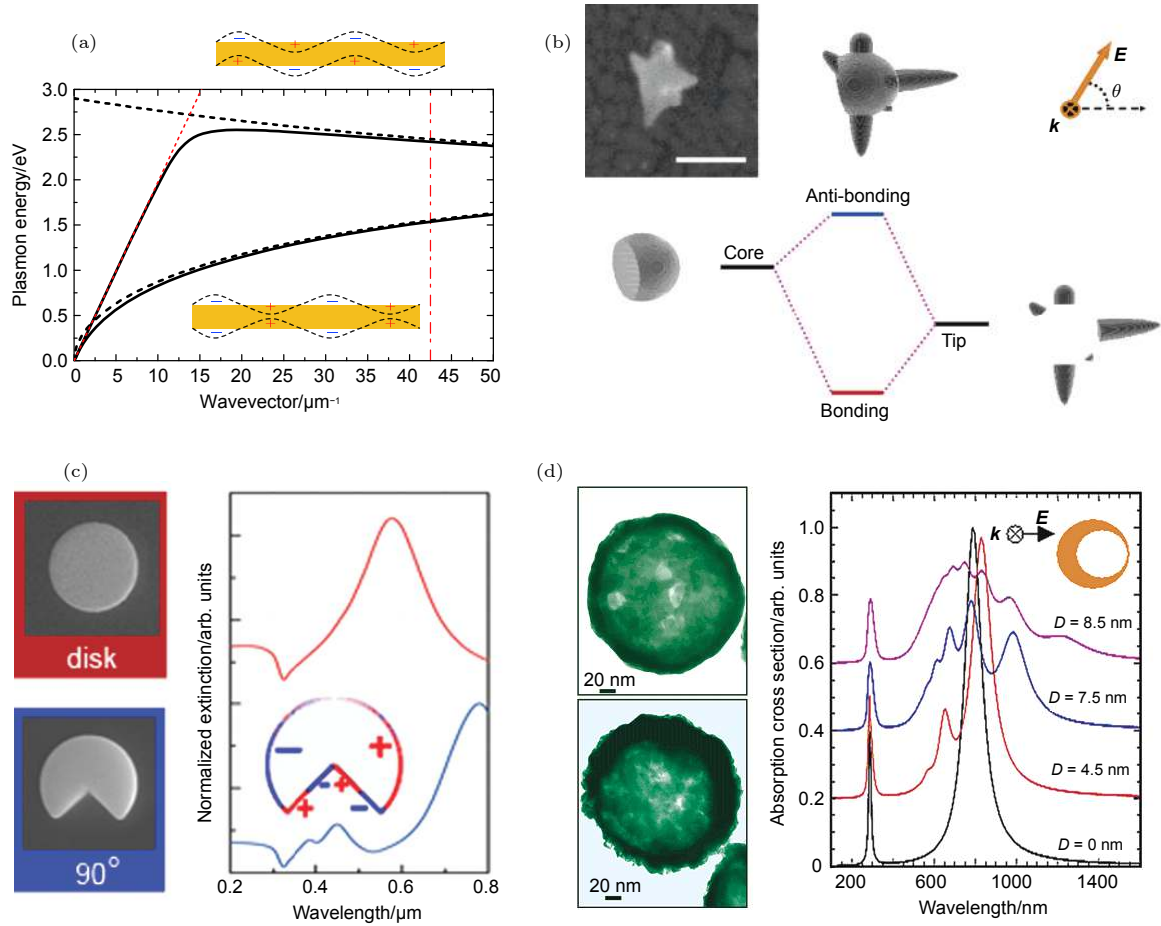 (a)
− + − +
+ − + −
3.0
2.5
2.0
1.5
1.0
0.5
0.0
Plasmon energy/eV
− + − +
− + − +
0 5 10 15 20 25 30 35 40 45 50
Wavevector/μm⁻¹
(b)
E
θ
k
Anti-bonding
Core
Tip
Bonding
(c)
disk
90°
Normalized extinction/arb. units
− +
+ − + −
0.2 0.4 0.6 0.8
Wavelength/μm
(d)
20 nm
20 nm
Absorption cross section/arb. units
1.0
0.8
0.6
0.4
0.2
0
k E
D = 8.5 nm
D = 7.5 nm
D = 4.5 nm
D = 0 nm
200 600 1000 1400
Wavelength/nm